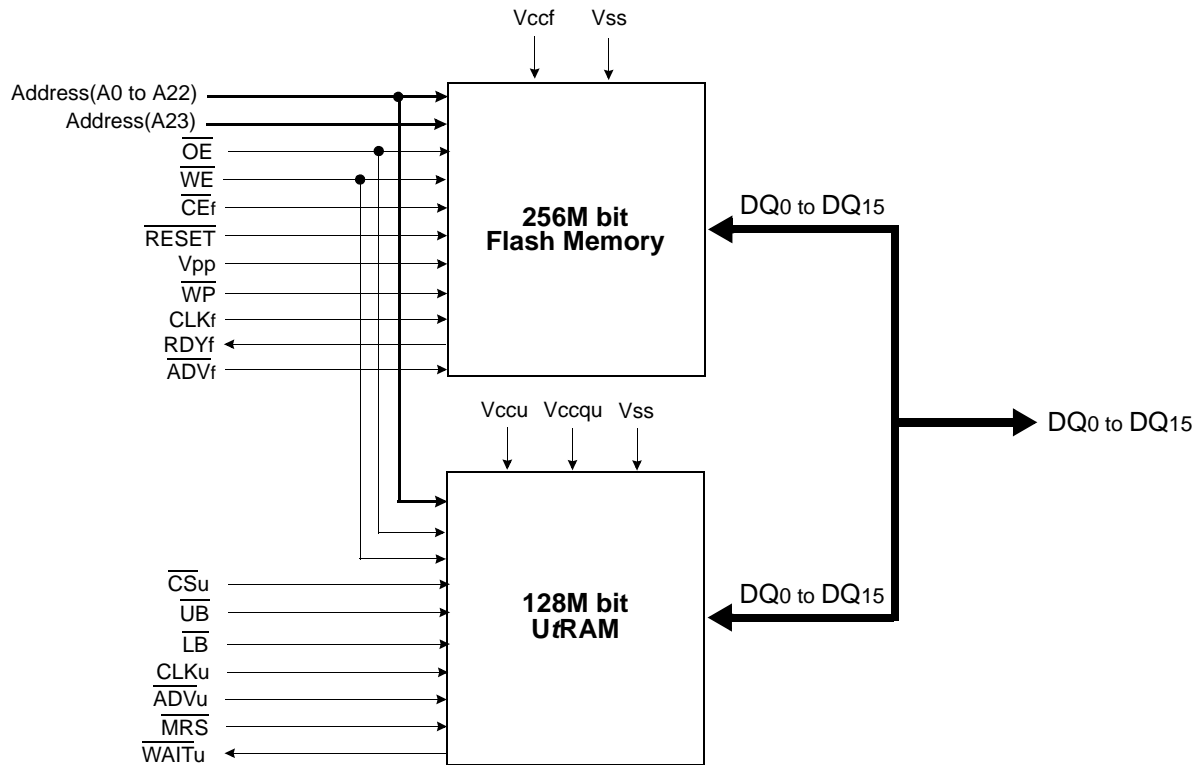 Vccf Vss
Address(A0 to A22)
Address(A23)
OE
WE
CEf
RESET
Vpp
WP
CLKf
RDYf
ADVf
256M bit
Flash Memory
DQ0 to DQ15
Vccu Vccqu Vss
DQ0 to DQ15
CSu
UB
LB
CLKu
ADVu
MRS
WAITu
128M bit
UtRAM
DQ0 to DQ15